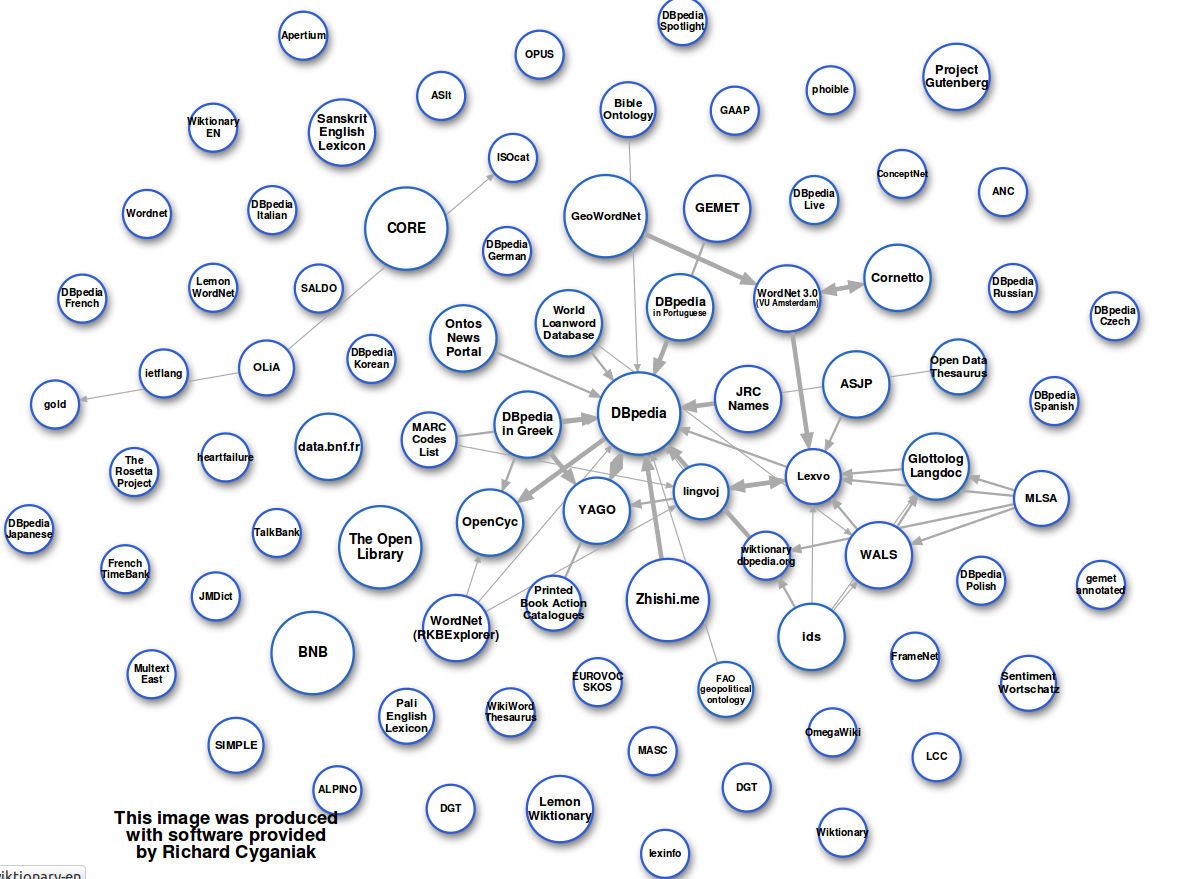 DBpedia
Spotlight
Apertium
OPUS
Project
Gutenberg
phoible
ASIt
Bible
Ontology
GAAP
Wiktionary
EN
Sanskrit
English
Lexicon
ISOcat
ConceptNet
ANC
DBpedia
Live
Wordnet
DBpedia
Italian
CORE
GeoWordNet
GEMET
DBpedia
German
Cornetto
DBpedia
French
Lemon
WordNet
SALDO
DBpedia
in Portuguese
WordNet 3.0
(VU Amsterdam)
DBpedia
Russian
DBpedia
Czech
Ontos
News
Portal
World
Loanword
Database
DBpedia
Korean
OLiA
ietflang
gold
Open Data
Thesaurus
ASJP
JRC
Names
DBpedia
Spanish
DBpedia
DBpedia
in Greek
MARC
Codes
List
data.bnf.fr
heartfailure
The
Rosetta
Project
Glottolog
Langdoc
Lexvo
lingvoj
MLSA
YAGO
OpenCyc
DBpedia
Japanese
TalkBank
The Open
Library
wiktionary
dbpedia.org
WALS
French
TimeBank
DBpedia
Polish
gemet
annotated
JMDict
Printed
Book Action
Catalogues
Zhishi.me
WordNet
(RKBExplorer)
ids
BNB
FrameNet
Multext
East
EUROVOC
SKOS
FAO
geopolitical
ontology
Sentiment
Wortschatz
Pali
English
Lexicon
WikiWord
Thesaurus
OmegaWiki
SIMPLE
MASC
LCC
ALPINO
DGT
DGT
Lemon
Wiktionary
Wiktionary
lexinfo
This image was produced
with software provided
by Richard Cyganiak
iktionary-en